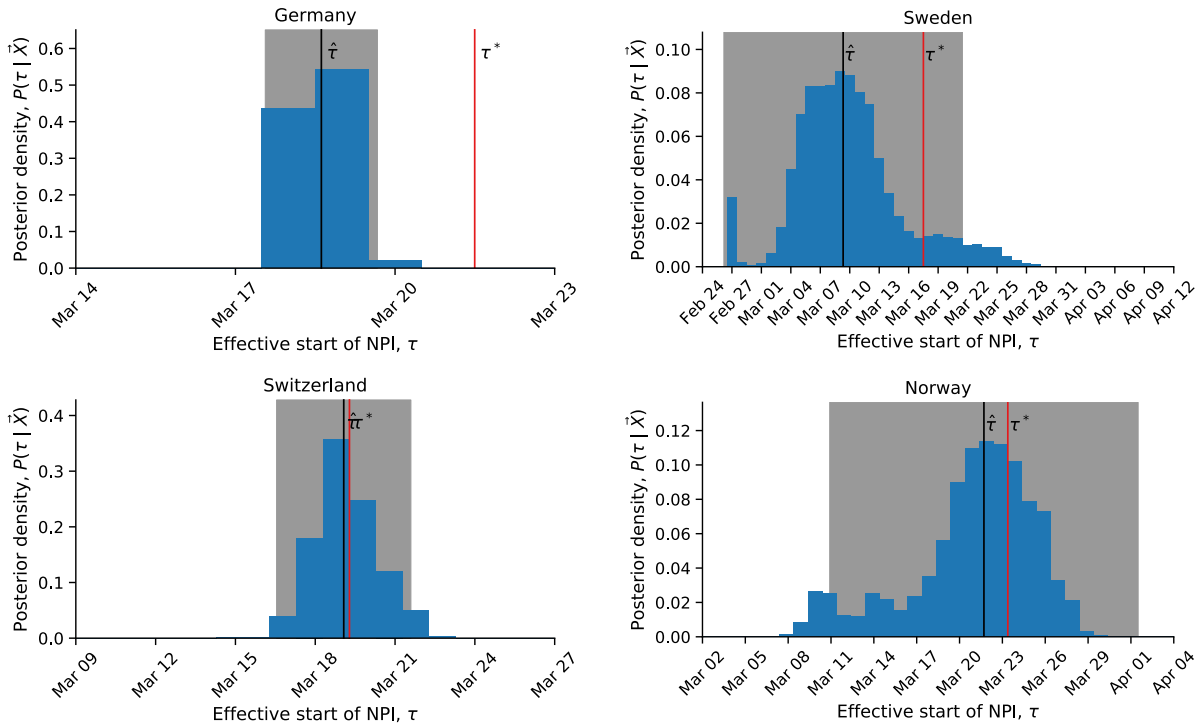 Germany
Posterior density, P(τ | X⃗)
0.6
0.5
0.4
0.3
0.2
0.1
0.0
τ̂
τ*
Mar 14
Mar 17
Mar 20
Mar 23
Effective start of NPI, τ
Sweden
Posterior density, P(τ | X⃗)
0.10
0.08
0.06
0.04
0.02
0.00
τ̂
τ*
Feb 24
Feb 27
Mar 01
Mar 04
Mar 07
Mar 10
Mar 13
Mar 16
Mar 19
Mar 22
Mar 25
Mar 28
Mar 31
Apr 03
Apr 06
Apr 09
Apr 12
Effective start of NPI, τ
Switzerland
Posterior density, P(τ | X⃗)
0.4
0.3
0.2
0.1
0.0
τ̂
τ*
Mar 09
Mar 12
Mar 15
Mar 18
Mar 21
Mar 24
Mar 27
Effective start of NPI, τ
Norway
Posterior density, P(τ | X⃗)
0.12
0.10
0.08
0.06
0.04
0.02
0.00
τ̂
τ*
Mar 02
Mar 05
Mar 08
Mar 11
Mar 14
Mar 17
Mar 20
Mar 23
Mar 26
Mar 29
Apr 01
Apr 04
Effective start of NPI, τ